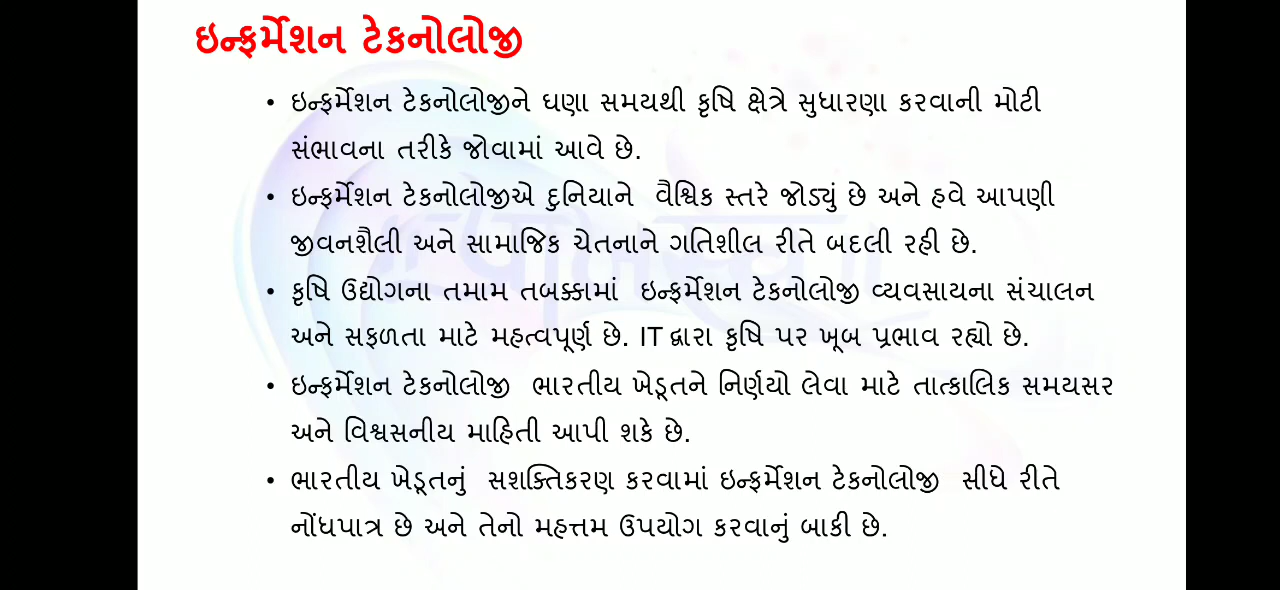 ઇન્ફર્મેશન ટેકનોલોજી
• ઇન્ફર્મેશન ટેકનોલોજીને ઘણા સમયથી કૃષિ ક્ષેત્રે સુધારણા કરવાની મોટી
સંભાવના તરીકે જોવામાં આવે છે.
• ઇન્ફર્મેશન ટેકનોલોજીએ દુનિયાને વૈશ્વિક સ્તરે જોડ્યું છે અને હવે આપણી
જીવનશૈલી અને સામાજિક ચેતનાને ગતિશીલ રીતે બદલી રહી છે.
• કૃષિ ઉદ્યોગના તમામ તબક્કામાં ઇન્ફર્મેશન ટેકનોલોજી વ્યવસાયના સંચાલન
અને સફળતા માટે મહત્વપૂર્ણ છે. IT દ્વારા કૃષિ પર ખૂબ પ્રભાવ રહ્યો છે.
• ઇન્ફર્મેશન ટેકનોલોજી ભારતીય ખેડૂતને નિર્ણયો લેવા માટે તાત્કાલિક સમયસર
અને વિશ્વસનીય માહિતી આપી શકે છે.
• ભારતીય ખેડૂતનું સશક્તિકરણ કરવામાં ઇન્ફર્મેશન ટેકનોલોજી સીધે રીતે
નોંધપાત્ર છે અને તેનો મહત્તમ ઉપયોગ કરવાનું બાકી છે.